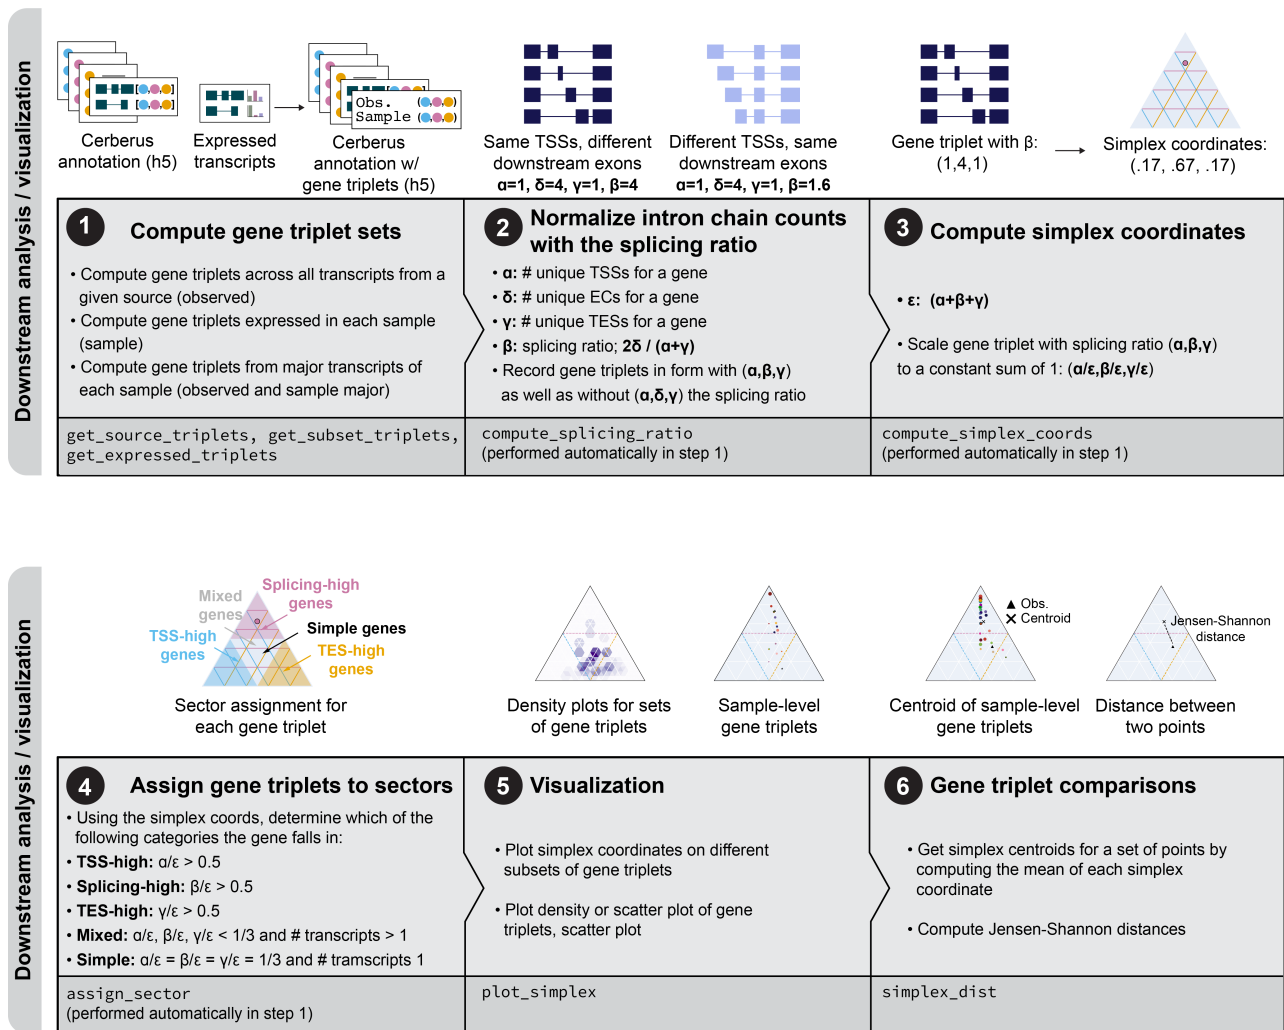 Downstream analysis / visualization
Cerberus
annotation (h5)
Expressed
transcripts
Obs.
Sample
Cerberus
annotation w/
gene triplets (h5)
Same TSSs, different
downstream exons
α=1, δ=4, γ=1, β=4
Different TSSs, same
downstream exons
α=1, δ=4, γ=1, β=1.6
Gene triplet with β:
(1,4,1)
Simplex coordinates:
(.17, .67, .17)
1
Compute gene triplet sets
• Compute gene triplets across all transcripts from a
given source (observed)
• Compute gene triplets expressed in each sample
(sample)
• Compute gene triplets from major transcripts of
each sample (observed and sample major)
get_source_triplets, get_subset_triplets,
get_expressed_triplets
2
Normalize intron chain counts
with the splicing ratio
• α: # unique TSSs for a gene
• δ: # unique ECs for a gene
• γ: # unique TESs for a gene
• β: splicing ratio; 2δ / (α+γ)
• Record gene triplets in form with (α,β,γ)
as well as without (α,δ,γ) the splicing ratio
compute_splicing_ratio
(performed automatically in step 1)
3
Compute simplex coordinates
• ε: (α+β+γ)
• Scale gene triplet with splicing ratio (α,β,γ)
to a constant sum of 1: (α/ε,β/ε,γ/ε)
compute_simplex_coords
(performed automatically in step 1)
Downstream analysis / visualization
Splicing-high
genes
Mixed
genes
Simple genes
TSS-high
genes
TES-high
genes
Sector assignment for
each gene triplet
Density plots for sets
of gene triplets
Sample-level
gene triplets
Obs.
Centroid
Centroid of sample-level
gene triplets
Jensen-Shannon
distance
Distance between
two points
4
Assign gene triplets to sectors
• Using the simplex coords, determine which of the
following categories the gene falls in:
• TSS-high: α/ε > 0.5
• Splicing-high: β/ε > 0.5
• TES-high: γ/ε > 0.5
• Mixed: α/ε, β/ε, γ/ε < 1/3 and # transcripts > 1
• Simple: α/ε = β/ε = γ/ε = 1/3 and # tramscripts 1
assign_sector
(performed automatically in step 1)
5
Visualization
• Plot simplex coordinates on different
subsets of gene triplets
• Plot density or scatter plot of gene
triplets, scatter plot
plot_simplex
6
Gene triplet comparisons
• Get simplex centroids for a set of points by
computing the mean of each simplex
coordinate
• Compute Jensen-Shannon distances
simplex_dist